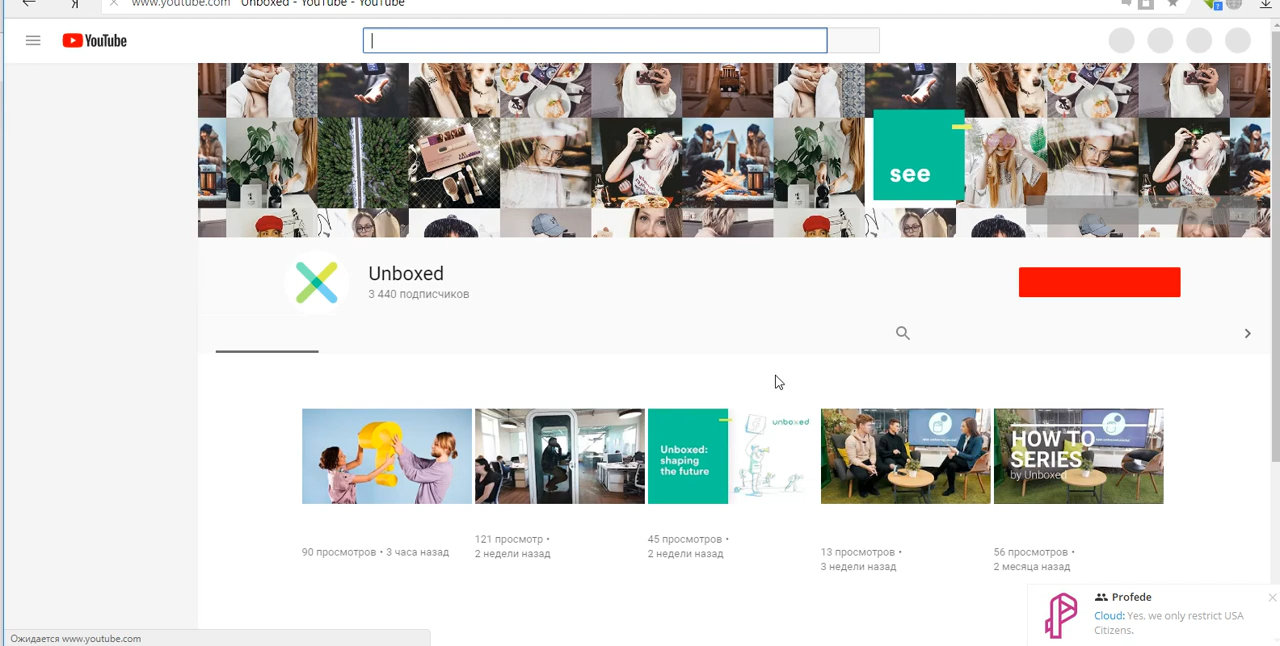 www.youtube.com Unboxed - YouTube - YouTube
YouTube
see
Unboxed
3 440 подписчиков
Unboxed:
shaping
the future
unboxed
HOW TO
SERIES
by Unboxed
90 просмотров • 3 часа назад
121 просмотр •
2 недели назад
45 просмотров •
2 недели назад
13 просмотров •
3 недели назад
56 просмотров •
2 месяца назад
Profede
Cloud: Yes, we only restrict USA
Citizens.
Ожидается www.youtube.com